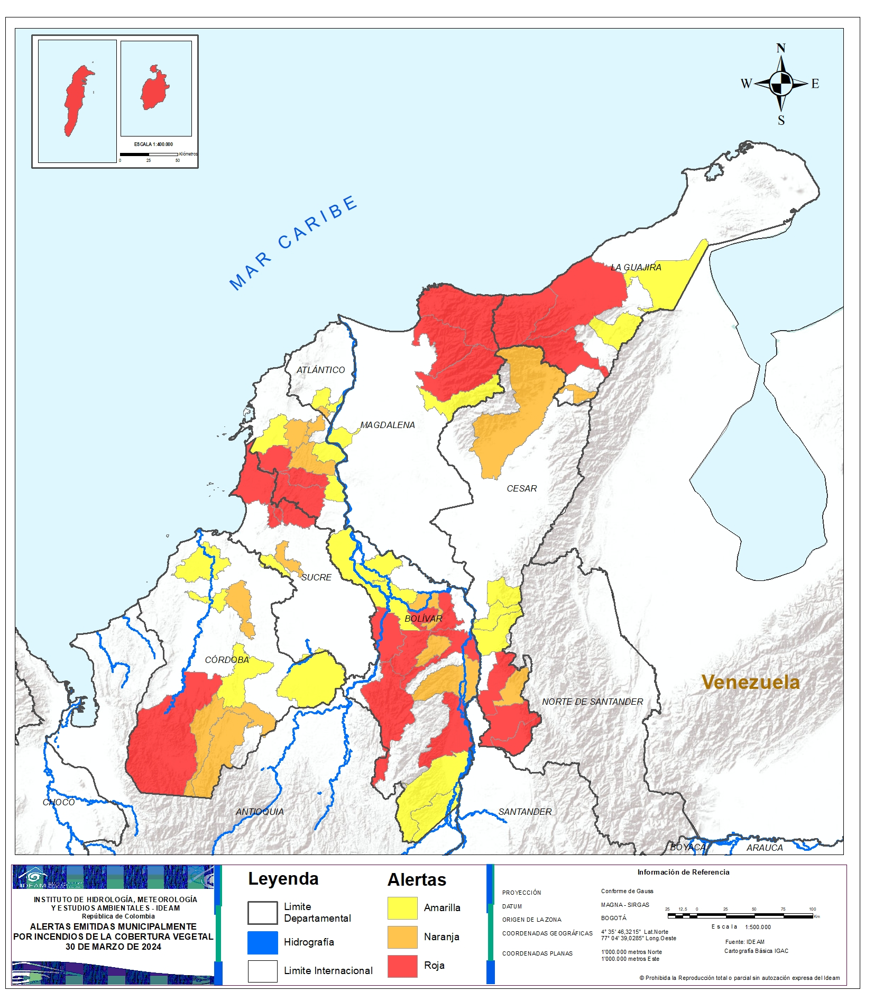 ESCALA 1:400.000
Kilómetros
0 25 50
N
W E
S
MAR CARIBE
LA GUAJIRA
ATLÁNTICO
MAGDALENA
CESAR
SUCRE
BOLÍVAR
CÓRDOBA
Venezuela
NORTE DE SANTANDER
CHOCÓ
ANTIOQUIA
SANTANDER
BOYACÁ
ARAUCA
IDEAM
INSTITUTO DE HIDROLOGÍA, METEOROLOGÍA
Y ESTUDIOS AMBIENTALES - IDEAM
República de Colombia
ALERTAS EMITIDAS MUNICIPALMENTE
POR INCENDIOS DE LA COBERTURA VEGETAL
30 DE MARZO DE 2024
Leyenda
Limite
Departamental
Hidrografía
Limite Internacional
Alertas
Amarilla
Naranja
Roja
Información de Referencia
PROYECCIÓN Conforme de Gauss
DATUM MAGNA - SIRGAS
ORIGEN DE LA ZONA BOGOTÁ
COORDENADAS GEOGRÁFICAS 4° 35' 46,3215" Lat.Norte
77° 04' 39,0285" Long.Oeste
COORDENADAS PLANAS 1'000.000 metros Norte
1'000.000 metros Este
25 12,5 0 25 50 75 100
Km
Escala 1:500.000
Fuente: IDEAM
Cartografía Básica IGAC
© Prohibida la Reproducción total o parcial sin autozación expresa del Ideam